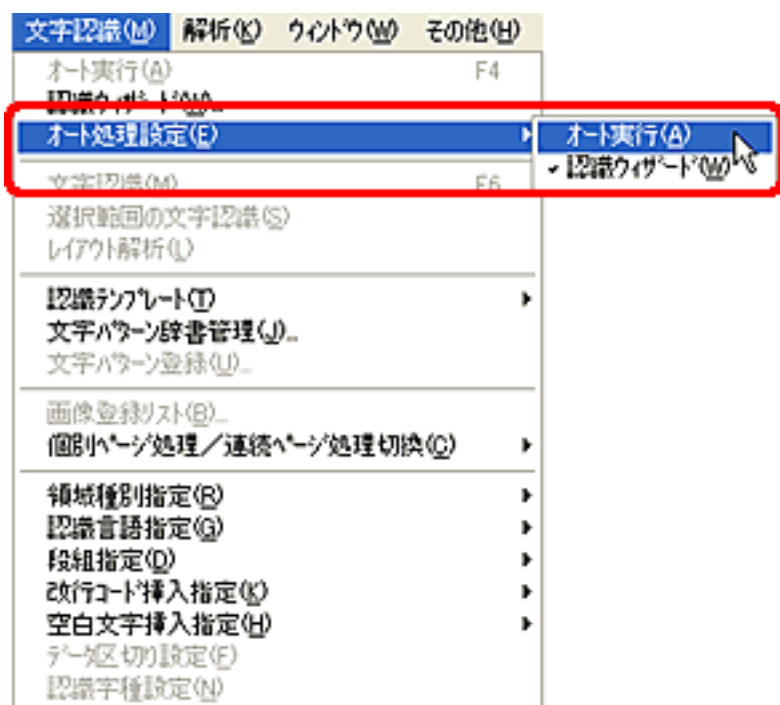 文字認識(M) 解析(K) ウィンドウ(W) その他(H)
オート実行(A) F4
認識ウィザード(W)...
オート処理設定(E)
オート実行(A)
✓認識ウィザード(W)
文字認識(M) F6
選択範囲の文字認識(S)
レイアウト解析(L)
認識テンプレート(T)
文字パターン辞書管理(J)...
文字パターン登録(U)...
画像登録リスト(B)...
個別ページ処理/連続ページ処理切換(C)
領域種別指定(R)
認識言語指定(G)
段組指定(D)
改行コード挿入指定(K)
空白文字挿入指定(H)
データ区切り設定(F)
認識字種設定(N)